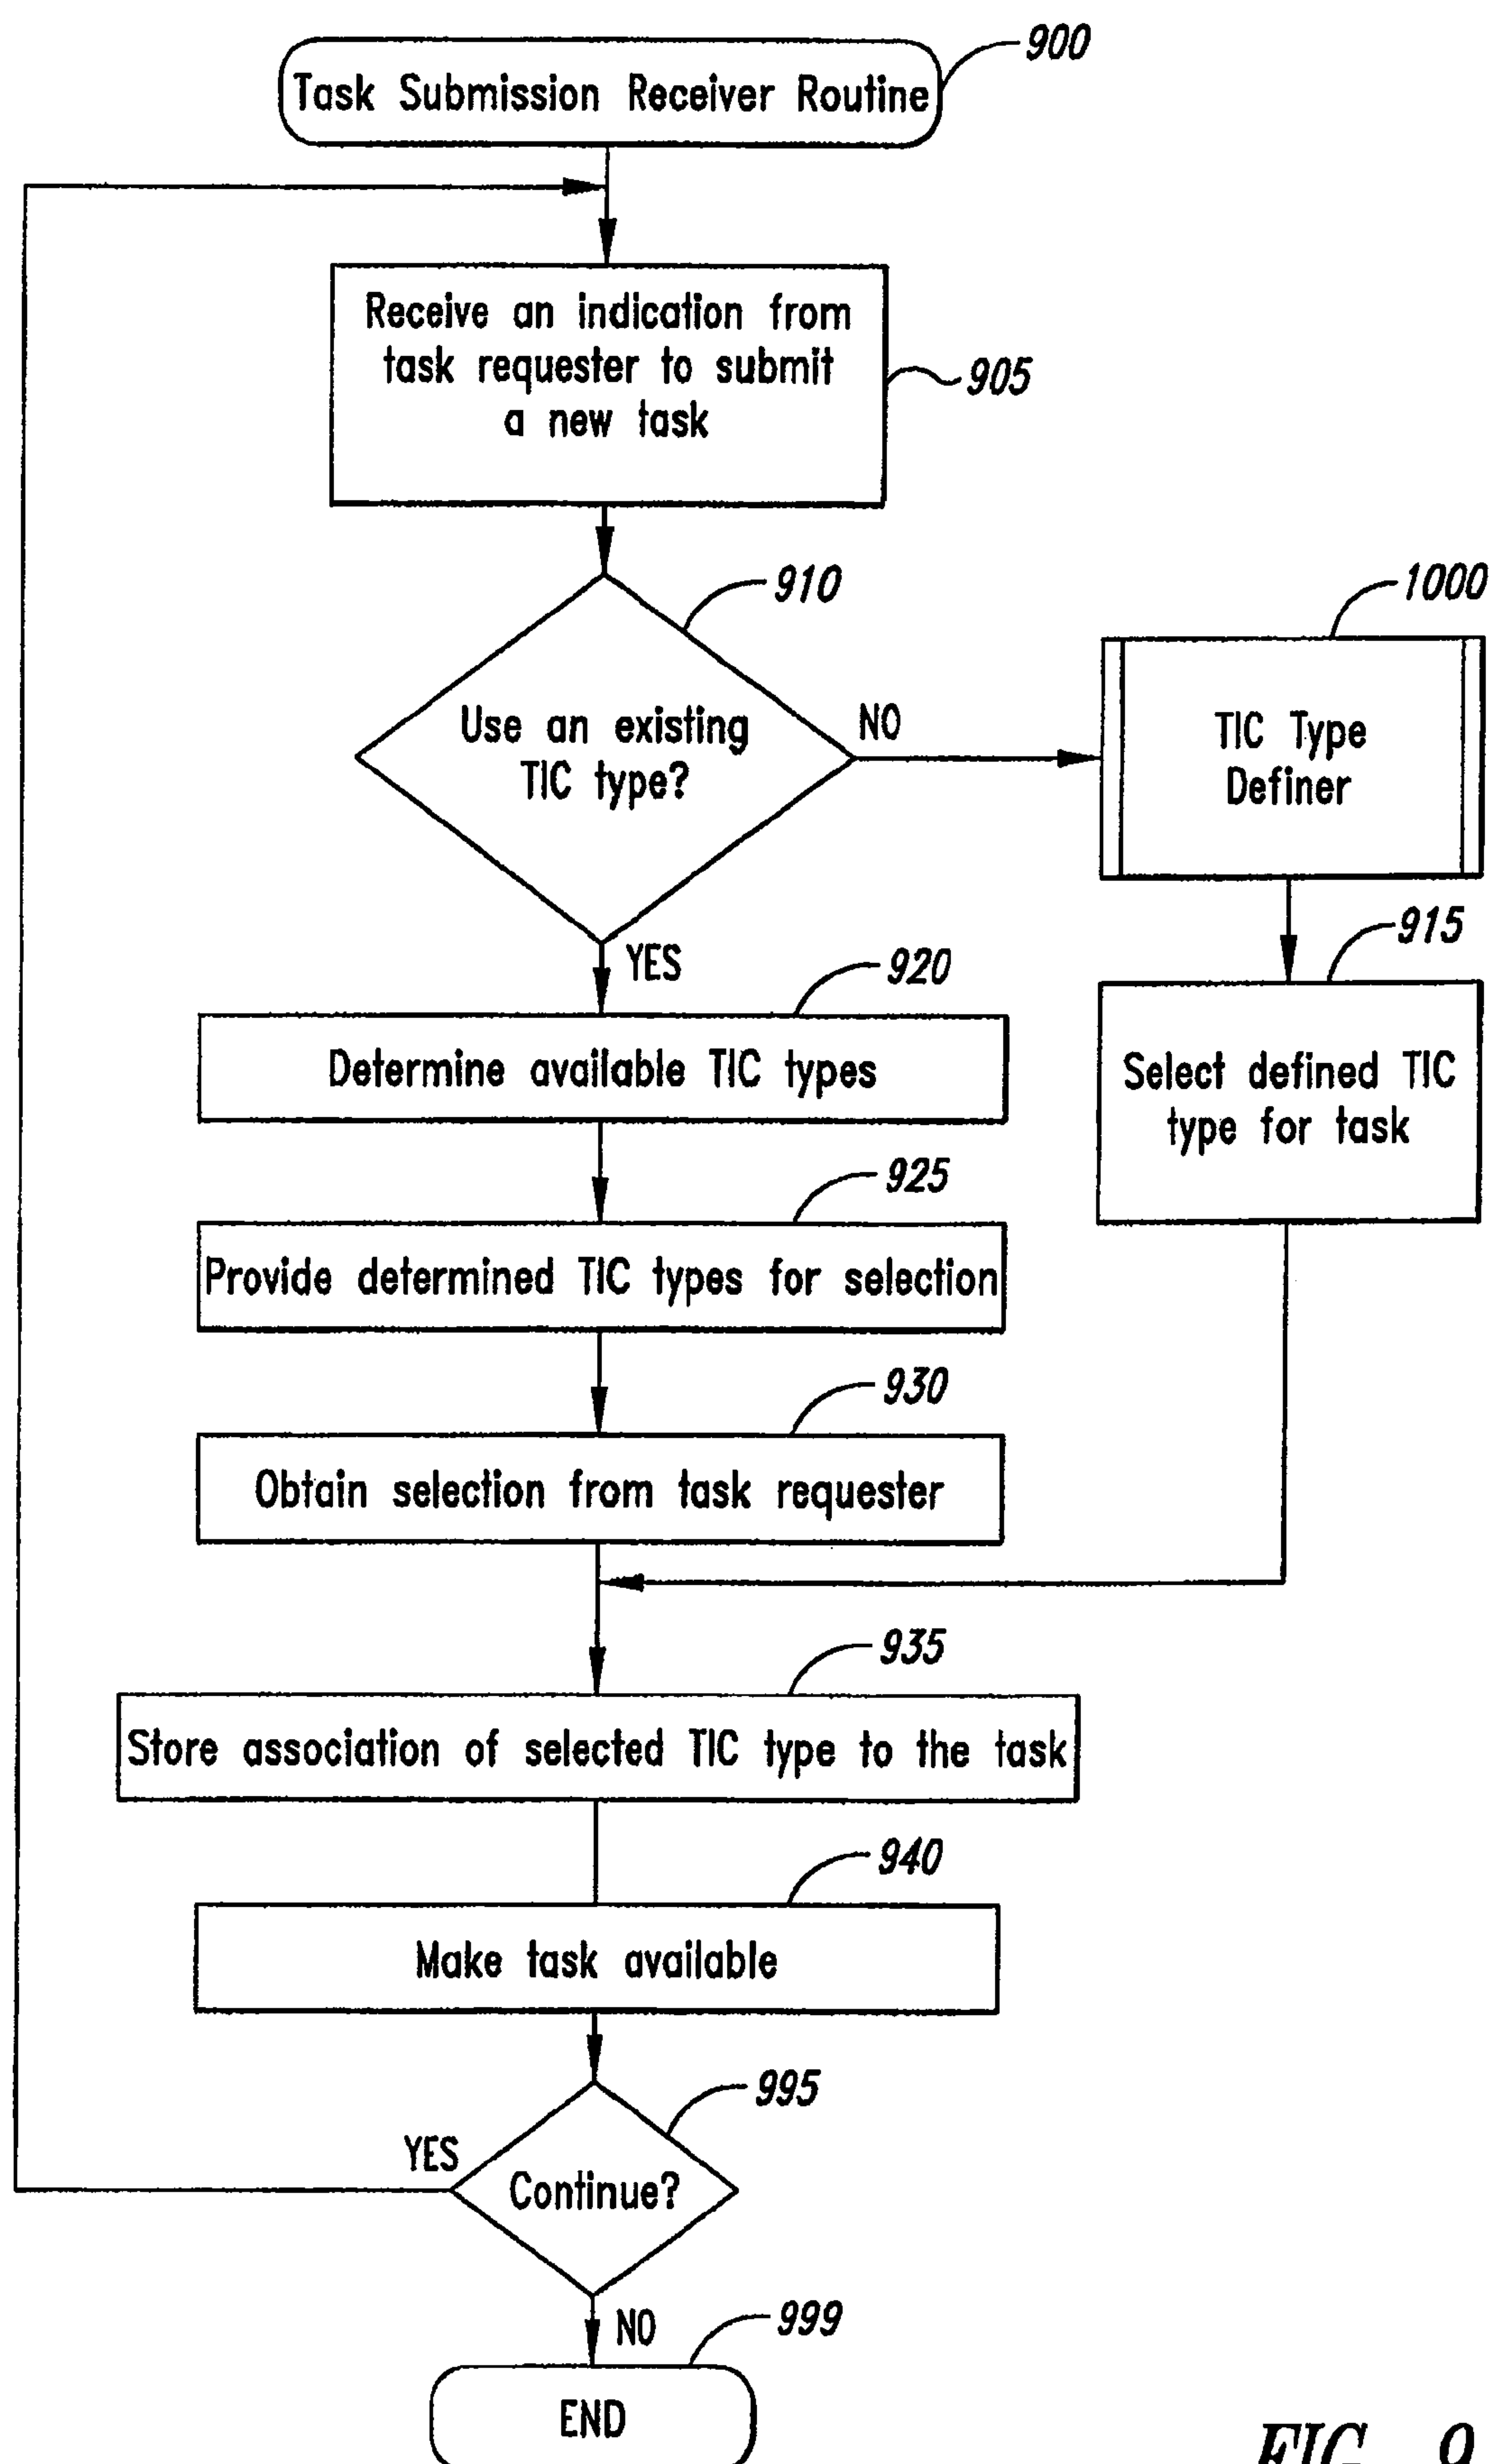 900
Task Submission Receiver Routine
Receive an indication from
task requester to submit
a new task
905
910
Use an existing
TIC type?
NO
1000
TIC Type
Definer
YES
915
Select defined TIC
type for task
920
Determine available TIC types
925
Provide determined TIC types for selection
930
Obtain selection from task requester
935
Store association of selected TIC type to the task
940
Make task available
995
YES
Continue?
NO
999
END
FIG. 9